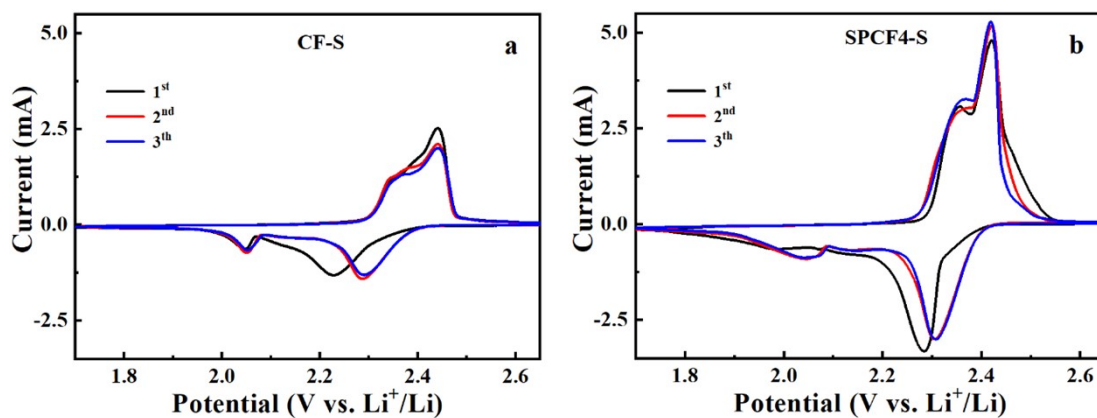 CF-S
a
1st
2nd
3th
5.0
2.5
0.0
-2.5
Current (mA)
1.8
2.0
2.2
2.4
2.6
Potential (V vs. Li+/Li)
SPCF4-S
b
1st
2nd
3th
5.0
2.5
0.0
-2.5
Current (mA)
1.8
2.0
2.2
2.4
2.6
Potential (V vs. Li+/Li)